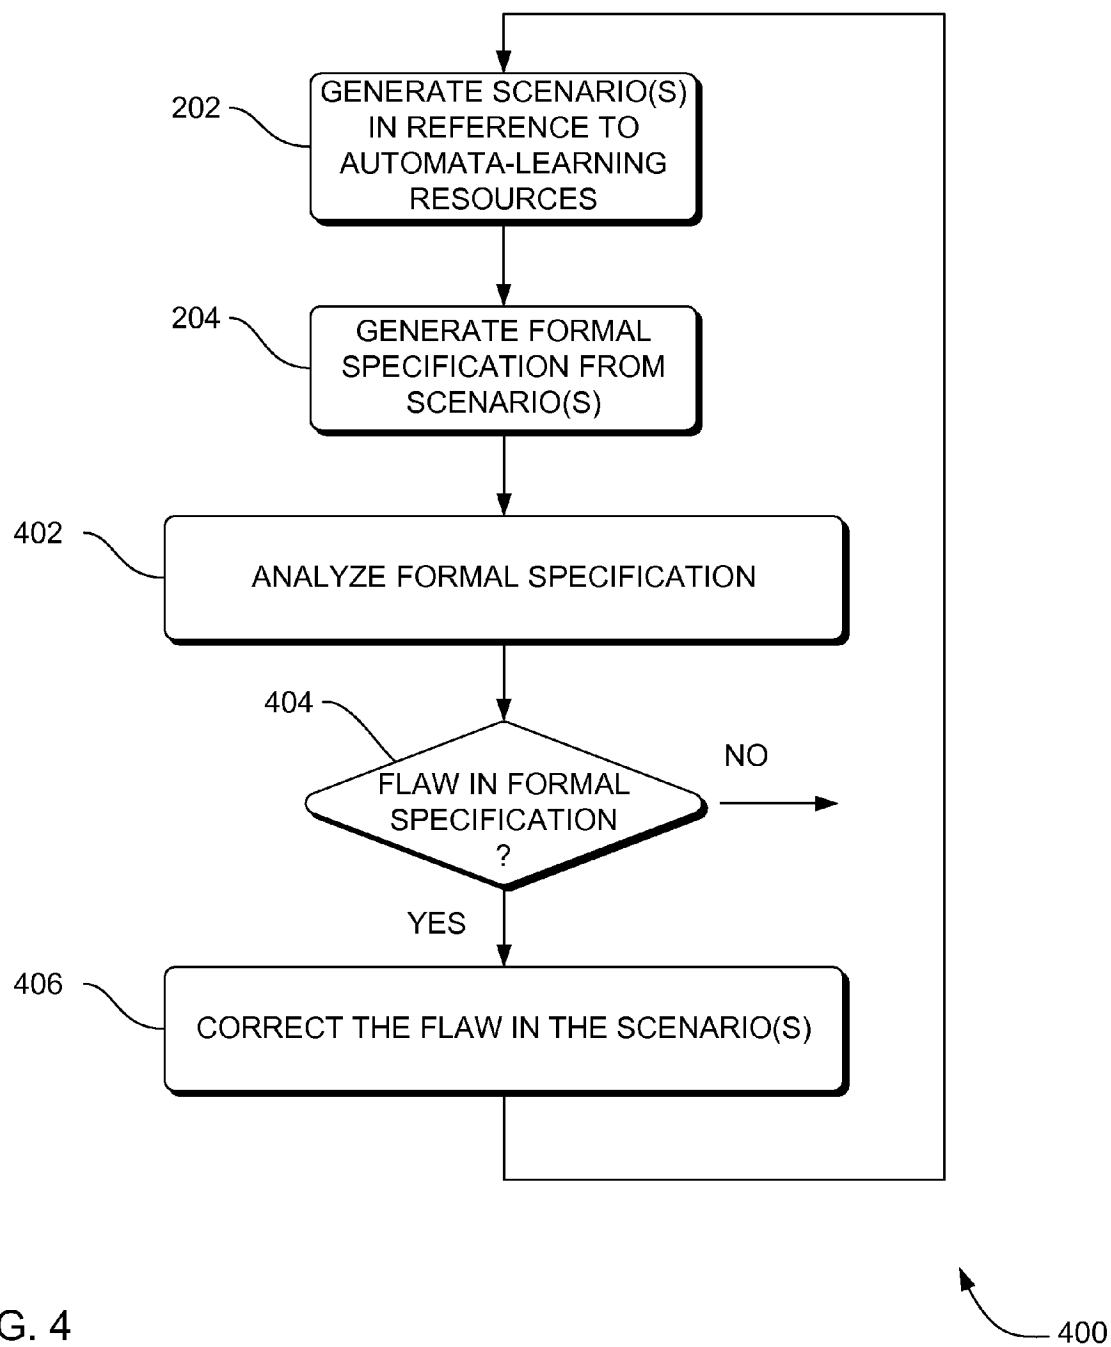 202
GENERATE SCENARIO(S)
IN REFERENCE TO
AUTOMATA-LEARNING
RESOURCES
204
GENERATE FORMAL
SPECIFICATION FROM
SCENARIO(S)
402
ANALYZE FORMAL SPECIFICATION
404
FLAW IN FORMAL
SPECIFICATION
?
NO
YES
406
CORRECT THE FLAW IN THE SCENARIO(S)
G. 4
400